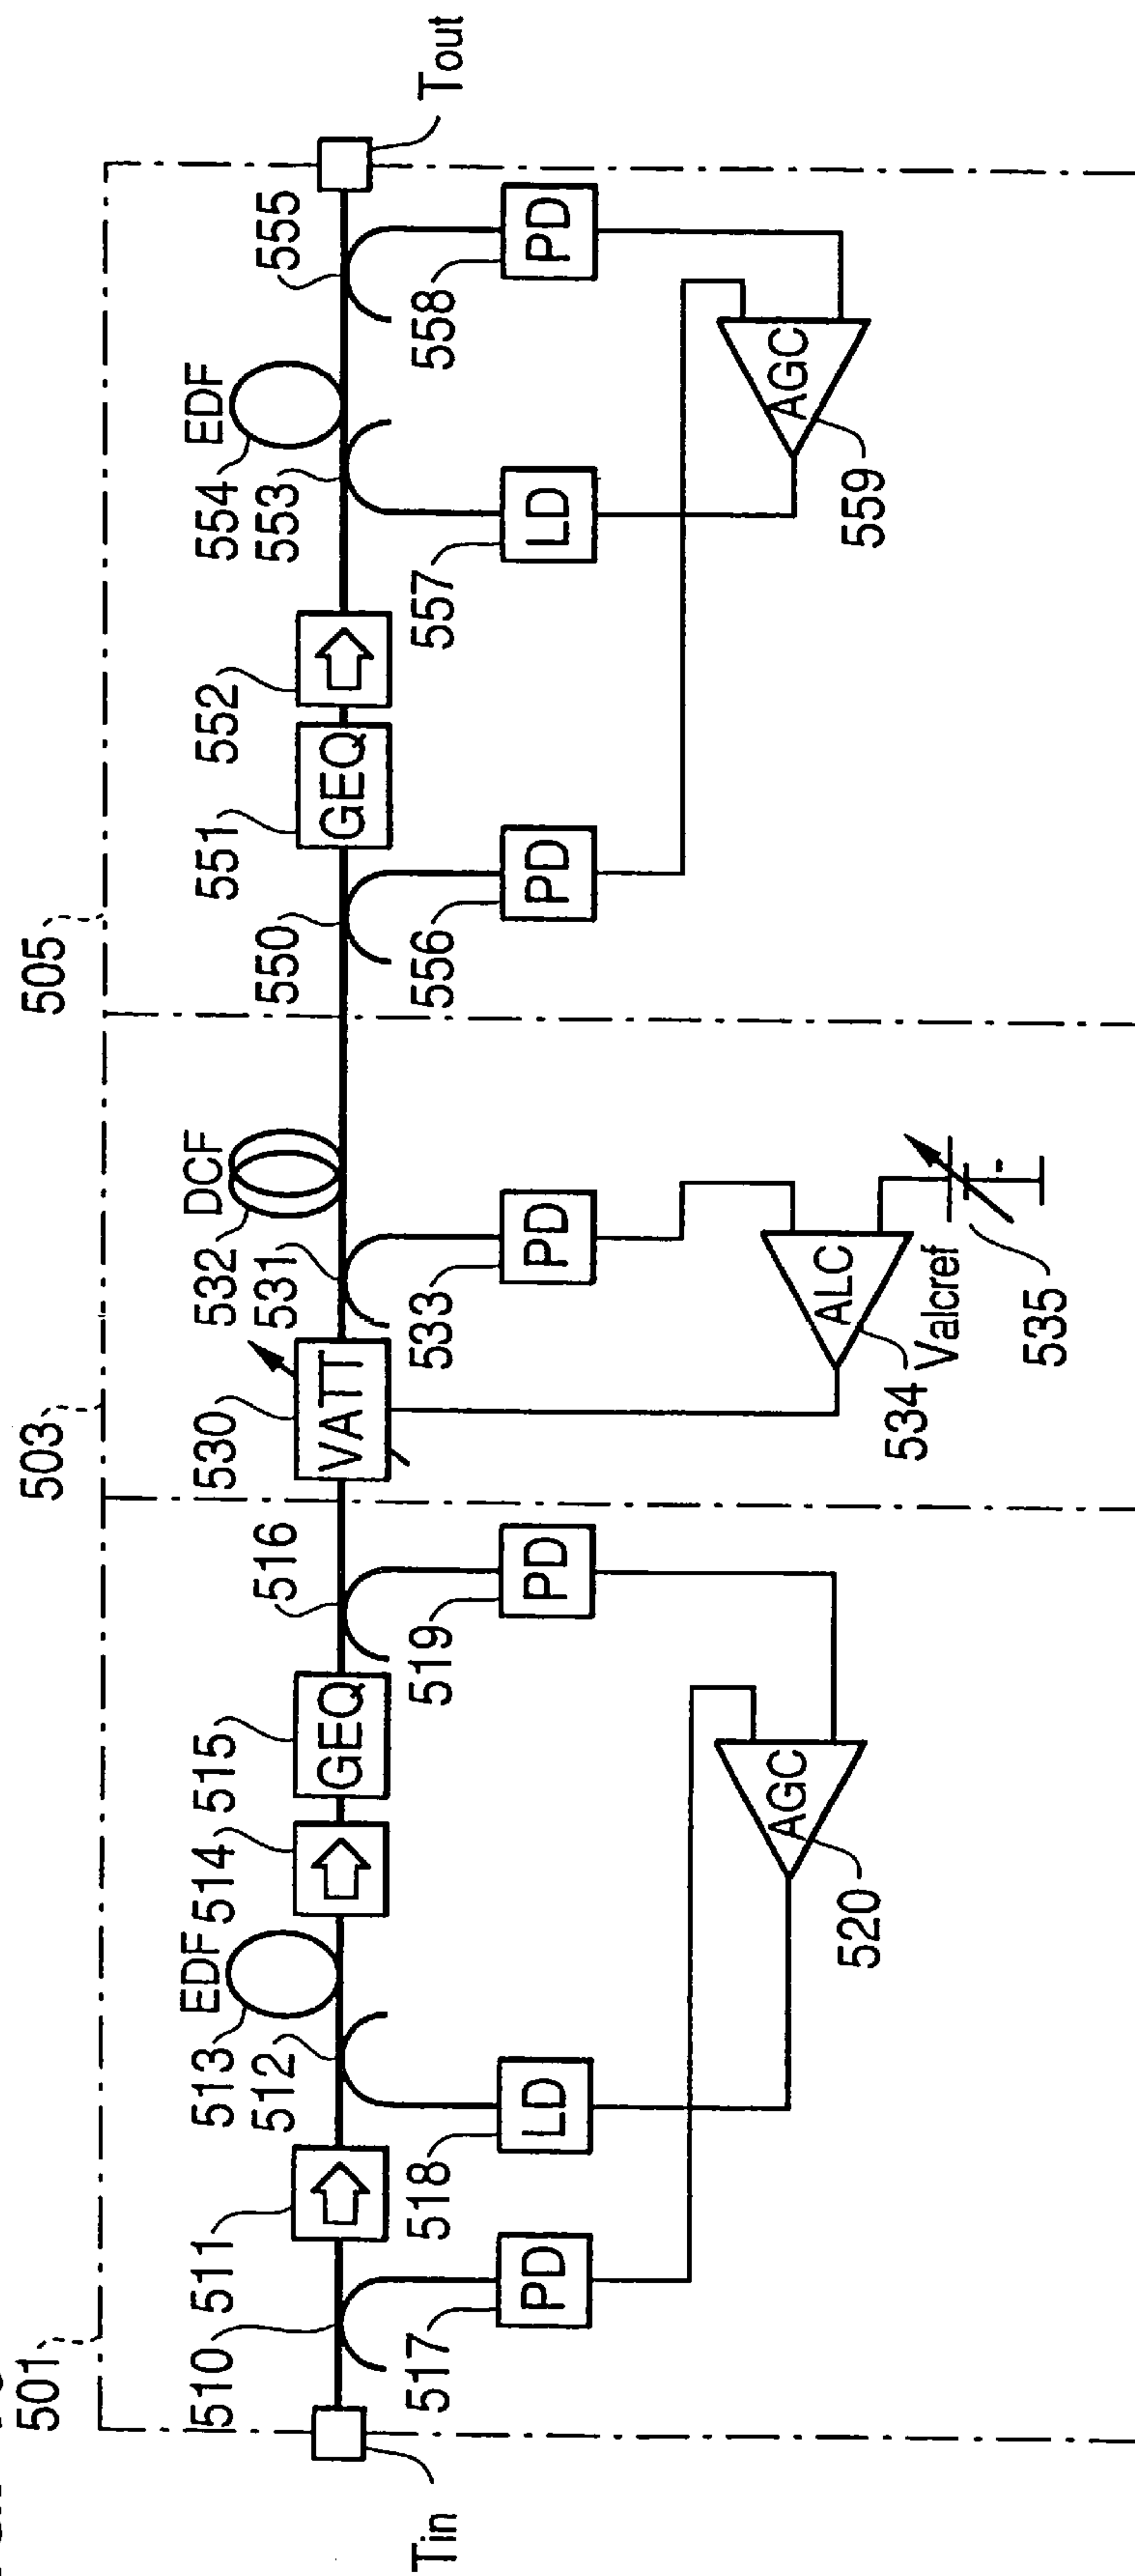 501
503
505
510
511
512
513
EDF
514
515
516
530
531
532
DCF
550
551
552
553
554
EDF
555
Tin
517
PD
518
LD
GEQ
519
PD
VATT
533
PD
556
PD
GEQ
557
LD
558
PD
Tout
AGC
520
ALC
534
Valcref
535
AGC
559